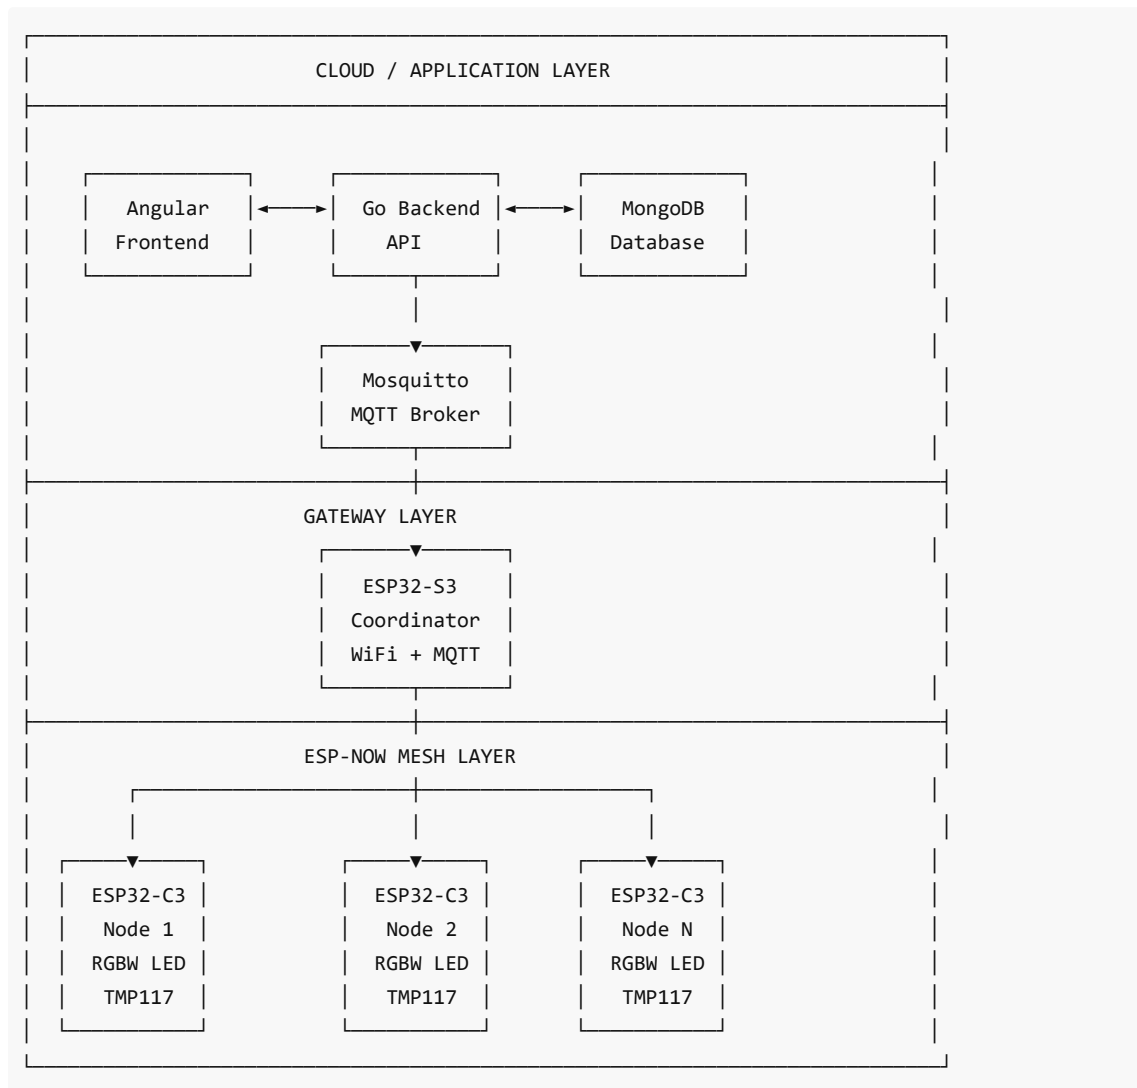 CLOUD / APPLICATION LAYER
Angular Go Backend MongoDB
Frontend API Database
Mosquitto
MQTT Broker
GATEWAY LAYER
ESP32-S3
Coordinator
WiFi + MQTT
ESP-NOW MESH LAYER
ESP32-C3 ESP32-C3 ESP32-C3
Node 1 Node 2 Node N
RGBW LED RGBW LED RGBW LED
TMP117 TMP117 TMP117